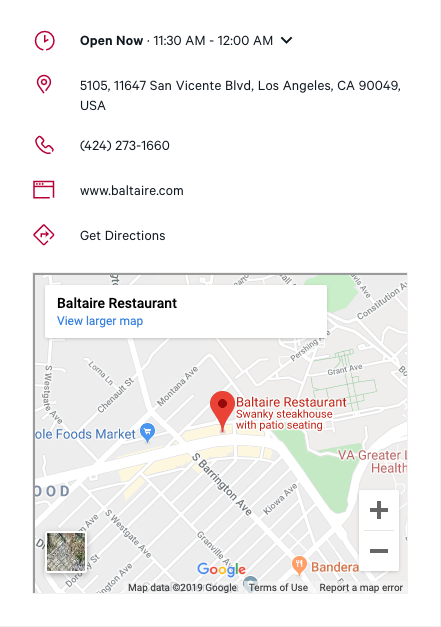 Open Now · 11:30 AM - 12:00 AM
5105, 11647 San Vicente Blvd, Los Angeles, CA 90049,
USA
(424) 273-1660
www.baltaire.com
Get Directions
Baltaire Restaurant
View larger map
Constitution Av
Pershing Ave
Grant Ave
Lorna Ln
Chenault St
Montana Ave
S Westgate Ave
Baltaire Restaurant
Swanky steakhouse
with patio seating
ole Foods Market
VA Greater L
Health
S Barrington Ave
Kiowa Ave
OOD
S Westgate Ave
Granville Ave
Bandera
Google
Map data ©2019 Google
Terms of Use
Report a map error